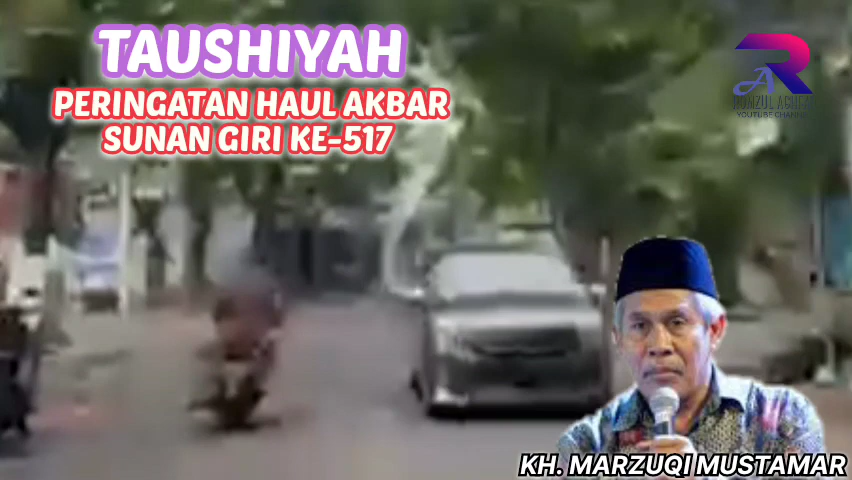 TAUSHIYAH
PERINGATAN HAUL AKBAR
SUNAN GIRI KE-517
YOUTUBE CHANNEL
KH. MARZUQI MUSTAMAR